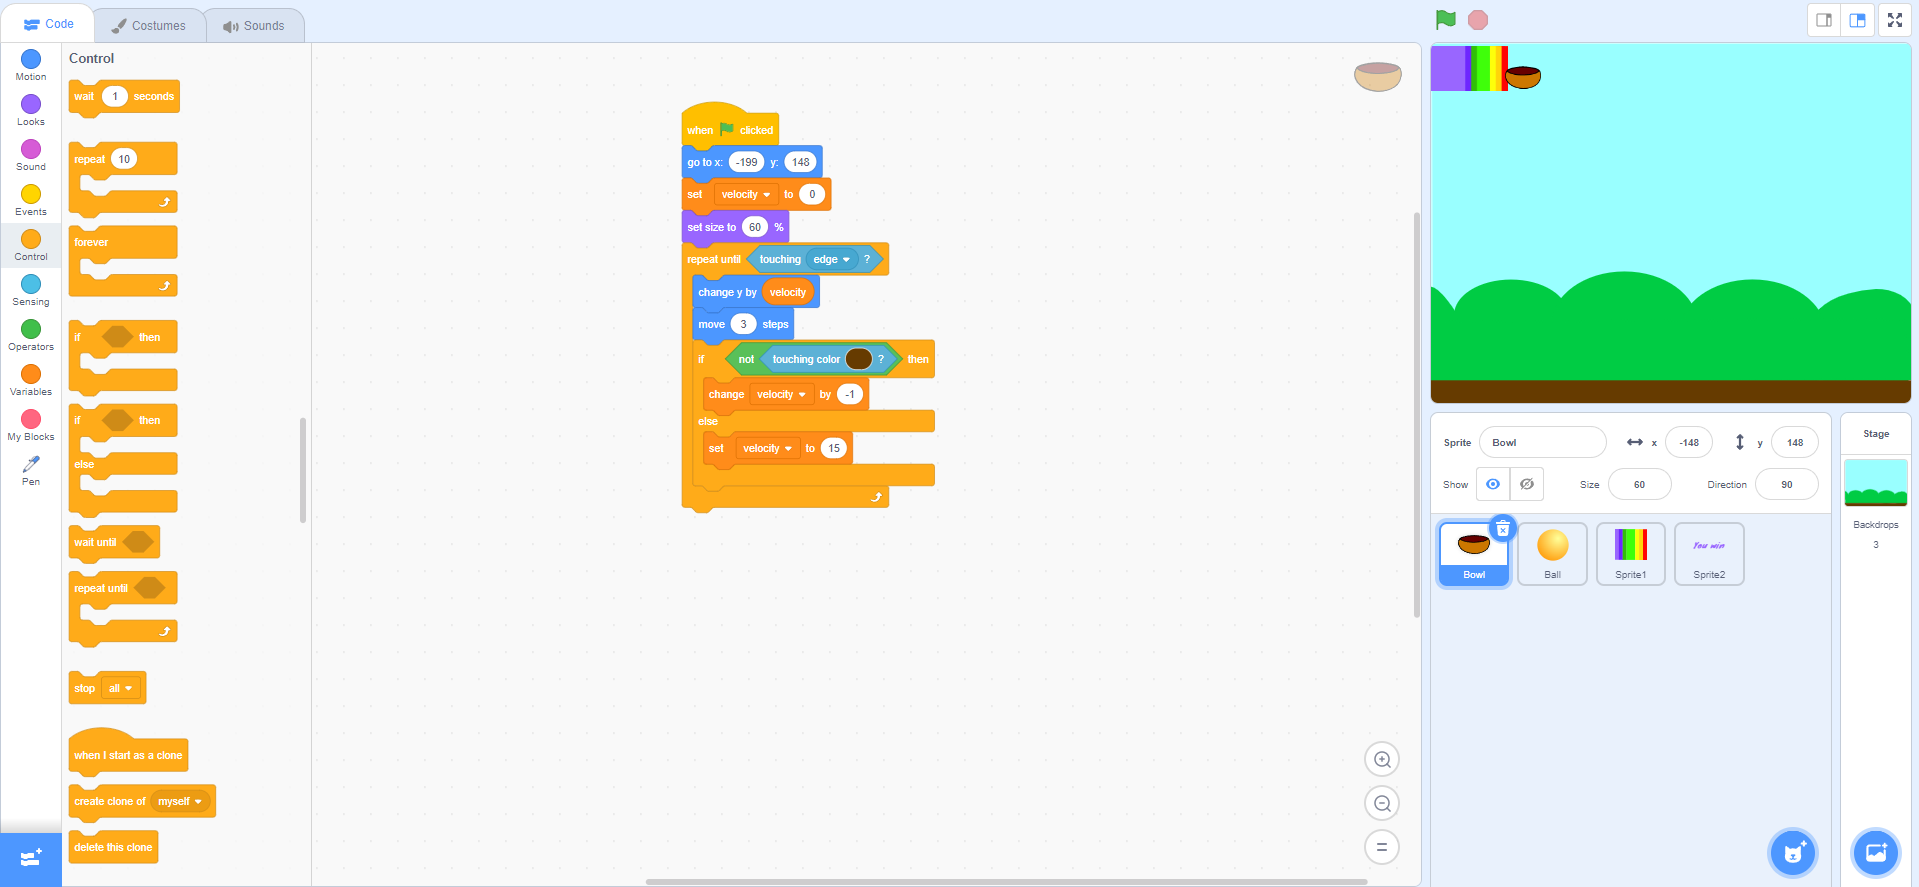 Code
Costumes
Sounds
Motion
Looks
Sound
Events
Control
Sensing
Operators
Variables
My Blocks
Pen
Control
wait 1 seconds
repeat 10
forever
if then
if then
else
wait until
repeat until
stop all
when I start as a clone
create clone of myself
delete this clone
when clicked
go to x: -199 y: 148
set velocity to 0
set size to 60 %
repeat until touching edge ?
change y by velocity
move 3 steps
if not touching color ? then
change velocity by -1
else
set velocity to 15
Sprite Bowl x -148 y 148
Show Size 60 Direction 90
Bowl
Ball
Sprite1
You win
Sprite2
Stage
Backdrops
3